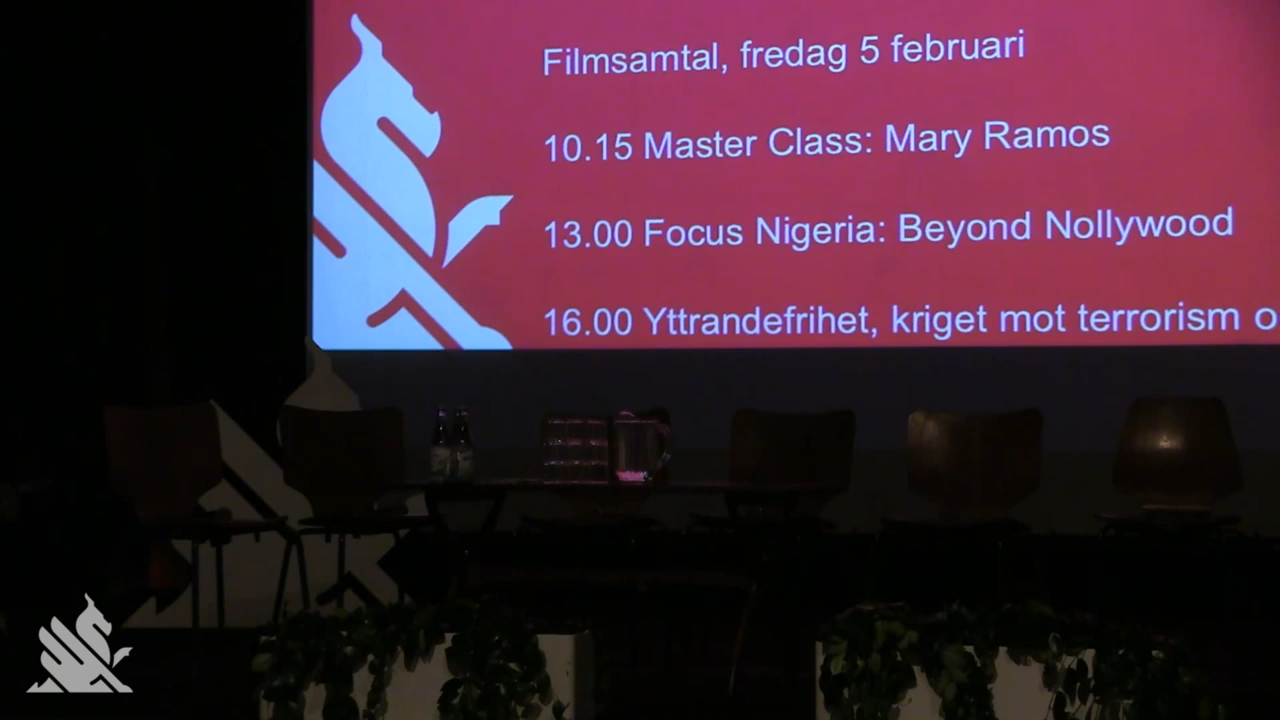 Filmsamtal, fredag 5 februari
10.15 Master Class: Mary Ramos
13.00 Focus Nigeria: Beyond Nollywood
16.00 Yttrandefrihet, kriget mot terrorism o